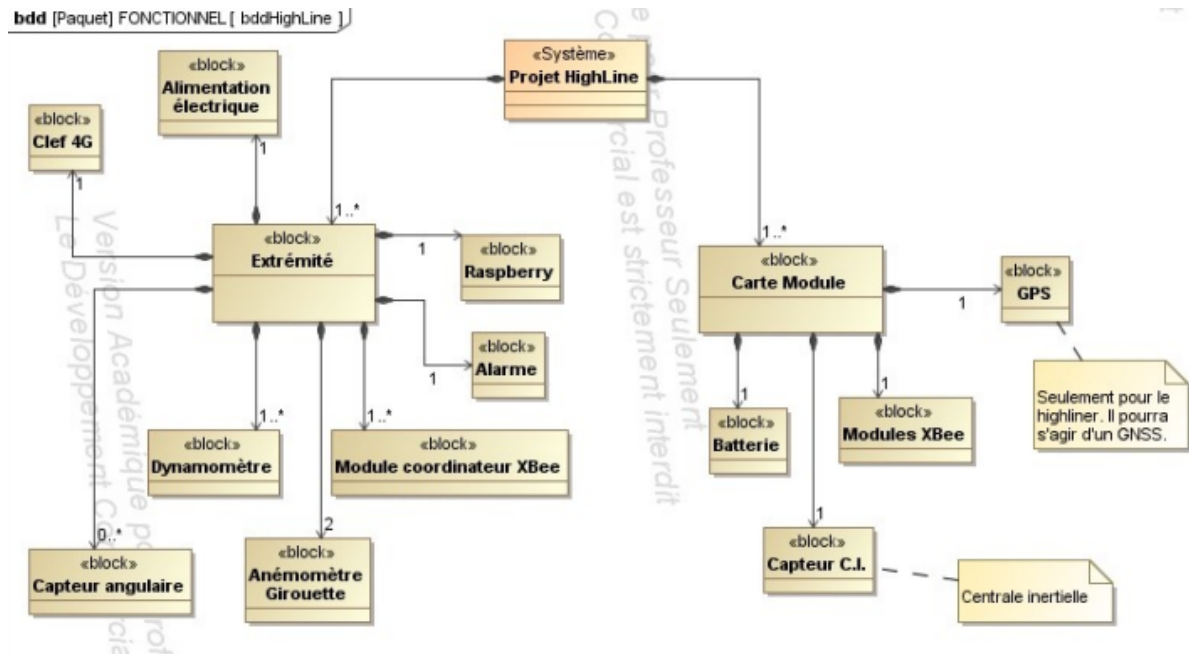 bdd [Paquet] FONCTIONNEL [ bddHighLine ]
«Système»
Projet HighLine
«block»
Alimentation
électrique
1
«block»
Clef 4G
1
1..*
«block»
Extrémité
1
«block»
Raspberry
1
«block»
Alarme
1..*
«block»
Dynamomètre
1..*
«block»
Module coordinateur XBee
0..*
«block»
Capteur angulaire
2
«block»
Anémomètre
Girouette
1..*
«block»
Carte Module
1
«block»
GPS
Seulement pour le
highliner. Il pourra
s'agir d'un GNSS.
1
«block»
Batterie
1
«block»
Modules XBee
1
«block»
Capteur C.I.
Centrale inertielle
Version Académique po
Le Développement Co
r Professeur Seulement
rcial est strictement interdit